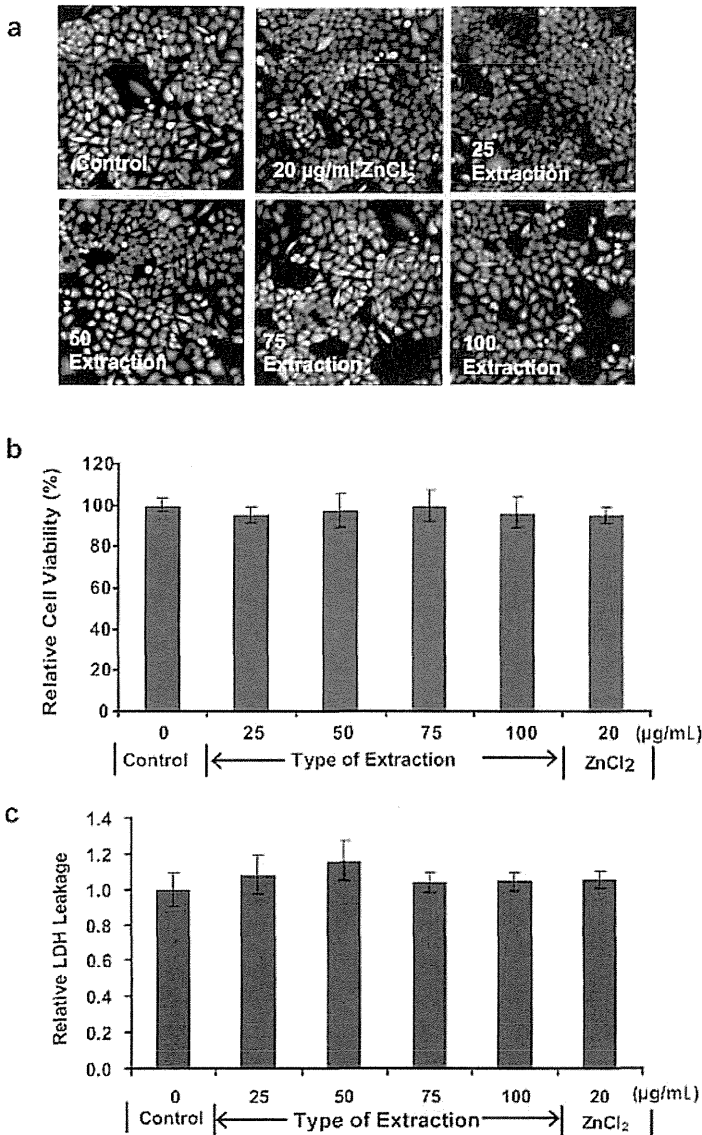 a
Control
20 µg/ml ZnCl₂
25
Extraction
50
Extraction
75
Extraction
100
Extraction
b
Relative Cell Viability (%)
120
100
80
60
40
20
0
0 25 50 75 100 20 (µg/mL)
Control Type of Extraction ZnCl₂
c
Relative LDH Leakage
1.4
1.2
1.0
0.8
0.6
0.4
0.2
0.0
0 25 50 75 100 20 (µg/mL)
Control Type of Extraction ZnCl₂